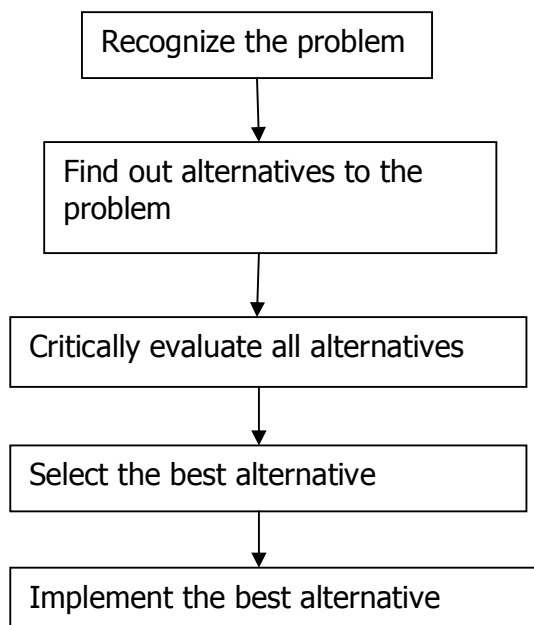 Recognize the problem
Find out alternatives to the
problem
Critically evaluate all alternatives
Select the best alternative
Implement the best alternative